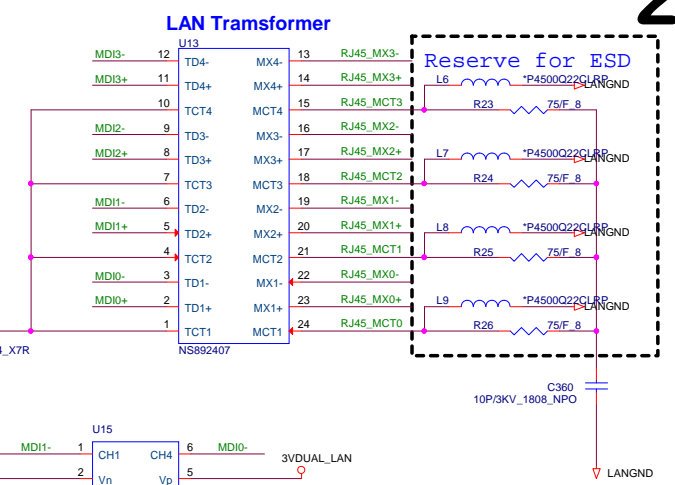 LAN Tramsformer
U13
MDI3- 12 TD4- MX4- 13 RJ45_MX3-
MDI3+ 11 TD4+ MX4+ 14 RJ45_MX3+
10 TCT4 MCT4 15 RJ45_MCT3
MDI2- 9 TD3- MX3- 16 RJ45_MX2-
MDI2+ 8 TD3+ MX3+ 17 RJ45_MX2+
7 TCT3 MCT3 18 RJ45_MCT2
MDI1- 6 TD2- MX2- 19 RJ45_MX1-
MDI1+ 5 TD2+ MX2+ 20 RJ45_MX1+
4 TCT2 MCT2 21 RJ45_MCT1
MDI0- 3 TD1- MX1- 22 RJ45_MX0-
MDI0+ 2 TD1+ MX1+ 23 RJ45_MX0+
1 TCT1 MCT1 24 RJ45_MCT0
NS892407
_X7R
Reserve for ESD
L6 *P4500Q22CLRP LANGND
R23 75/F_8
L7 *P4500Q22CLRP LANGND
R24 75/F_8
L8 *P4500Q22CLRP LANGND
R25 75/F_8
L9 *P4500Q22CLRP LANGND
R26 75/F_8
C360
10P/3KV_1808_NPO
LANGND
U15
MDI1- 1 CH1 CH4 6 MDI0-
2 Vn Vp 5
3VDUAL_LAN